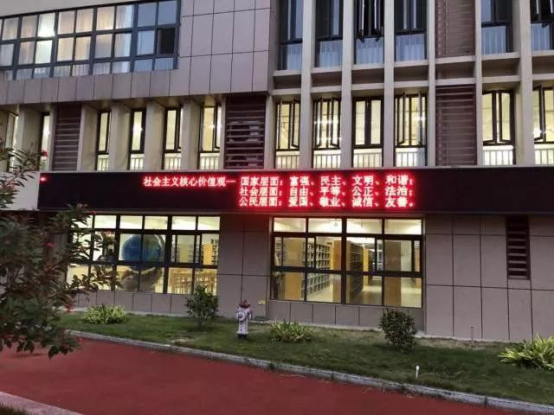 社会主义核心价值观一 国家层面：富强、民主、文明、和谐；
社会层面：自由、平等、公正、法治；
公民层面：爱国、敬业、诚信、友善。